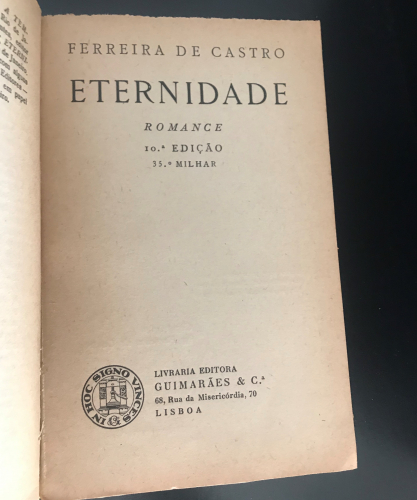 FERREIRA DE CASTRO
ETERNIDADE
ROMANCE
10.ª EDIÇÃO
35.º MILHAR
IN HOC SIGNO VINCES
LIVRARIA EDITORA
GUIMARÃES & C.ª
68, Rua da Misericórdia, 70
LISBOA